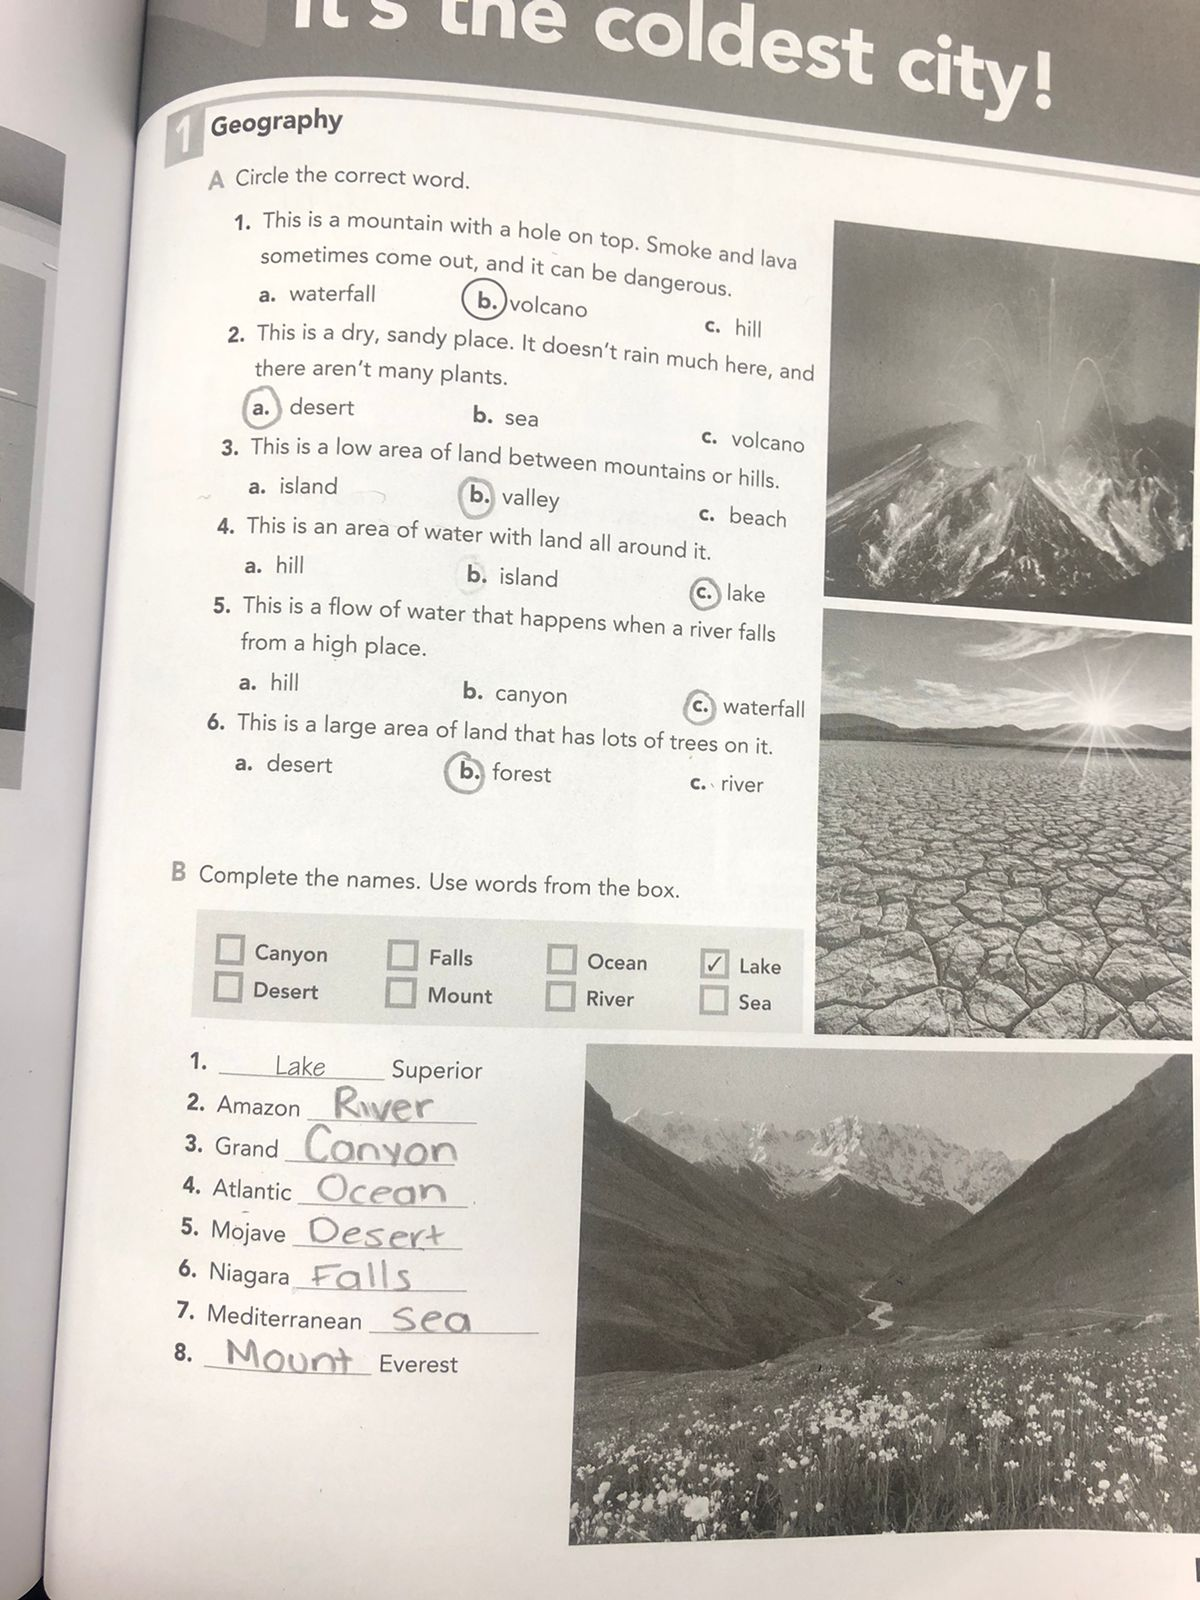 It's the coldest city!
1 Geography
A Circle the correct word.
1. This is a mountain with a hole on top. Smoke and lava
sometimes come out, and it can be dangerous.
a. waterfall b. volcano c. hill
2. This is a dry, sandy place. It doesn't rain much here, and
there aren't many plants.
a. desert b. sea c. volcano
3. This is a low area of land between mountains or hills.
a. island b. valley c. beach
4. This is an area of water with land all around it.
a. hill b. island c. lake
5. This is a flow of water that happens when a river falls
from a high place.
a. hill b. canyon c. waterfall
6. This is a large area of land that has lots of trees on it.
a. desert b. forest c. river
B Complete the names. Use words from the box.
Canyon Falls Ocean ✓ Lake
Desert Mount River Sea
1. Lake Superior
2. Amazon River
3. Grand Canyon
4. Atlantic Ocean
5. Mojave Desert
6. Niagara Falls
7. Mediterranean Sea
8. Mount Everest